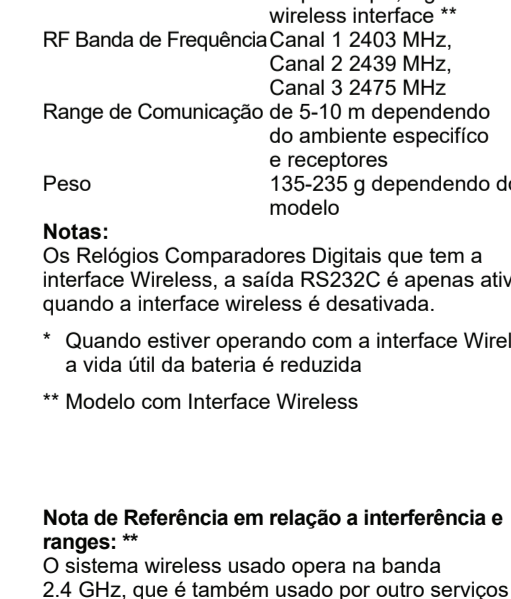 wireless interface **
RF Banda de Frequência Canal 1 2403 MHz,
Canal 2 2439 MHz,
Canal 3 2475 MHz
Range de Comunicação de 5-10 m dependendo
do ambiente especifíco
e receptores
Peso 135-235 g dependendo
modelo
Notas:
Os Relógios Comparadores Digitais que tem a
interface Wireless, a saída RS232C é apenas
quando a interface wireless é desativada.
* Quando estiver operando com a interface
a vida útil da bateria é reduzida
** Modelo com Interface Wireless
Nota de Referência em relação a interferência e
ranges: **
O sistema wireless usado opera na banda
2.4 GHz, que é também usado por outro serviços